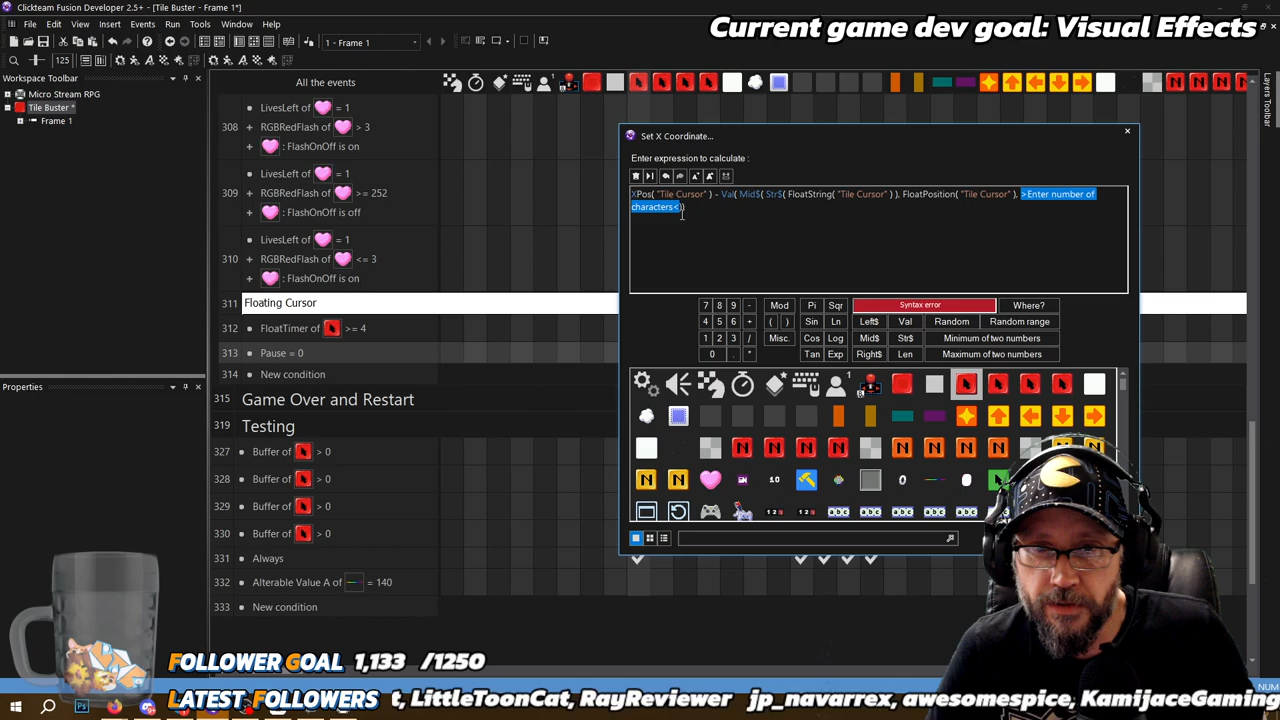 Clickteam Fusion Developer 2.5+ - [Tile Buster - Frame 1*]
Current game dev goal: Visual Effects
File Edit View Insert Events Run Tools Window Help
1 - Frame 1
123
Workspace Toolbar
All the events
Layers Toolbar
Micro Stream RPG
Tile Buster *
Frame 1
LivesLeft of = 1
308 + RGBRedFlash of > 3
+ : FlashOnOff is on
LivesLeft of = 1
309 + RGBRedFlash of >= 252
+ : FlashOnOff is off
LivesLeft of = 1
310 + RGBRedFlash of <= 3
+ : FlashOnOff is on
311 Floating Cursor
312 FloatTimer of >= 4
313 Pause = 0
314 New condition
315 Game Over and Restart
319 Testing
327 Buffer of > 0
328 Buffer of > 0
329 Buffer of > 0
330 Buffer of > 0
331 Always
332 Alterable Value A of = 140
333 New condition
Properties
Set X Coordinate...
Enter expression to calculate :
XPos( "Tile Cursor" ) - Val( Mid$( Str$( FloatString( "Tile Cursor" ) ), FloatPosition( "Tile Cursor" ), >Enter number of
characters<))
7 8 9 - Mod Pi Sqr Syntax error Where?
4 5 6 + ( ) Sin Ln Left$ Val Random Random range
1 2 3 / Misc. Cos Log Mid$ Str$ Minimum of two numbers
0 . * Tan Exp Right$ Len Maximum of two numbers
FOLLOWER GOAL 1,133 /1250
LATEST FOLLOWERS t, LittleToonCat, RayReviewer jp_navarrex, awesomespice, KamijaceGaming
NUM